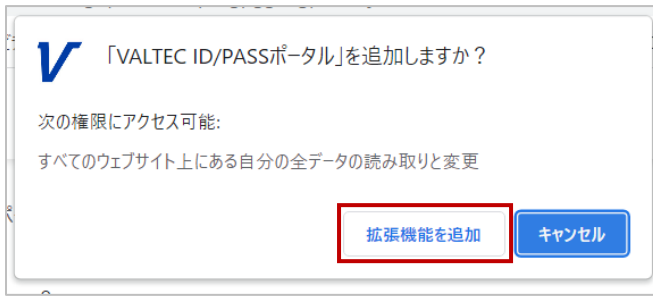 「VALTEC ID/PASSポータル」を追加しますか？
次の権限にアクセス可能:
すべてのウェブサイト上にある自分の全データの読み取りと変更
拡張機能を追加
キャンセル